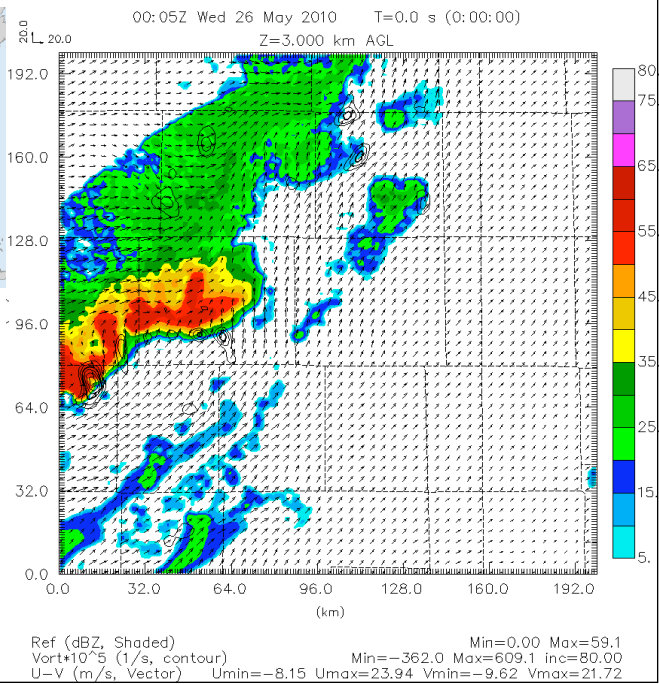 00:05Z Wed 26 May 2010 T=0.0 s (0:00:00)
Z=3.000 km AGL
20.0
20.0
192.0
160.0
128.0
96.0
64.0
32.0
0.0
0.0 32.0 64.0 96.0 128.0 160.0 192.0
(km)
80.
75.
65.
55.
45.
35.
25.
15.
5.
Ref (dBZ, Shaded) Min=0.00 Max=59.1
Vort*10^5 (1/s, contour) Min=-362.0 Max=609.1 inc=80.00
U-V (m/s, Vector) Umin=-8.15 Umax=23.94 Vmin=-9.62 Vmax=21.72